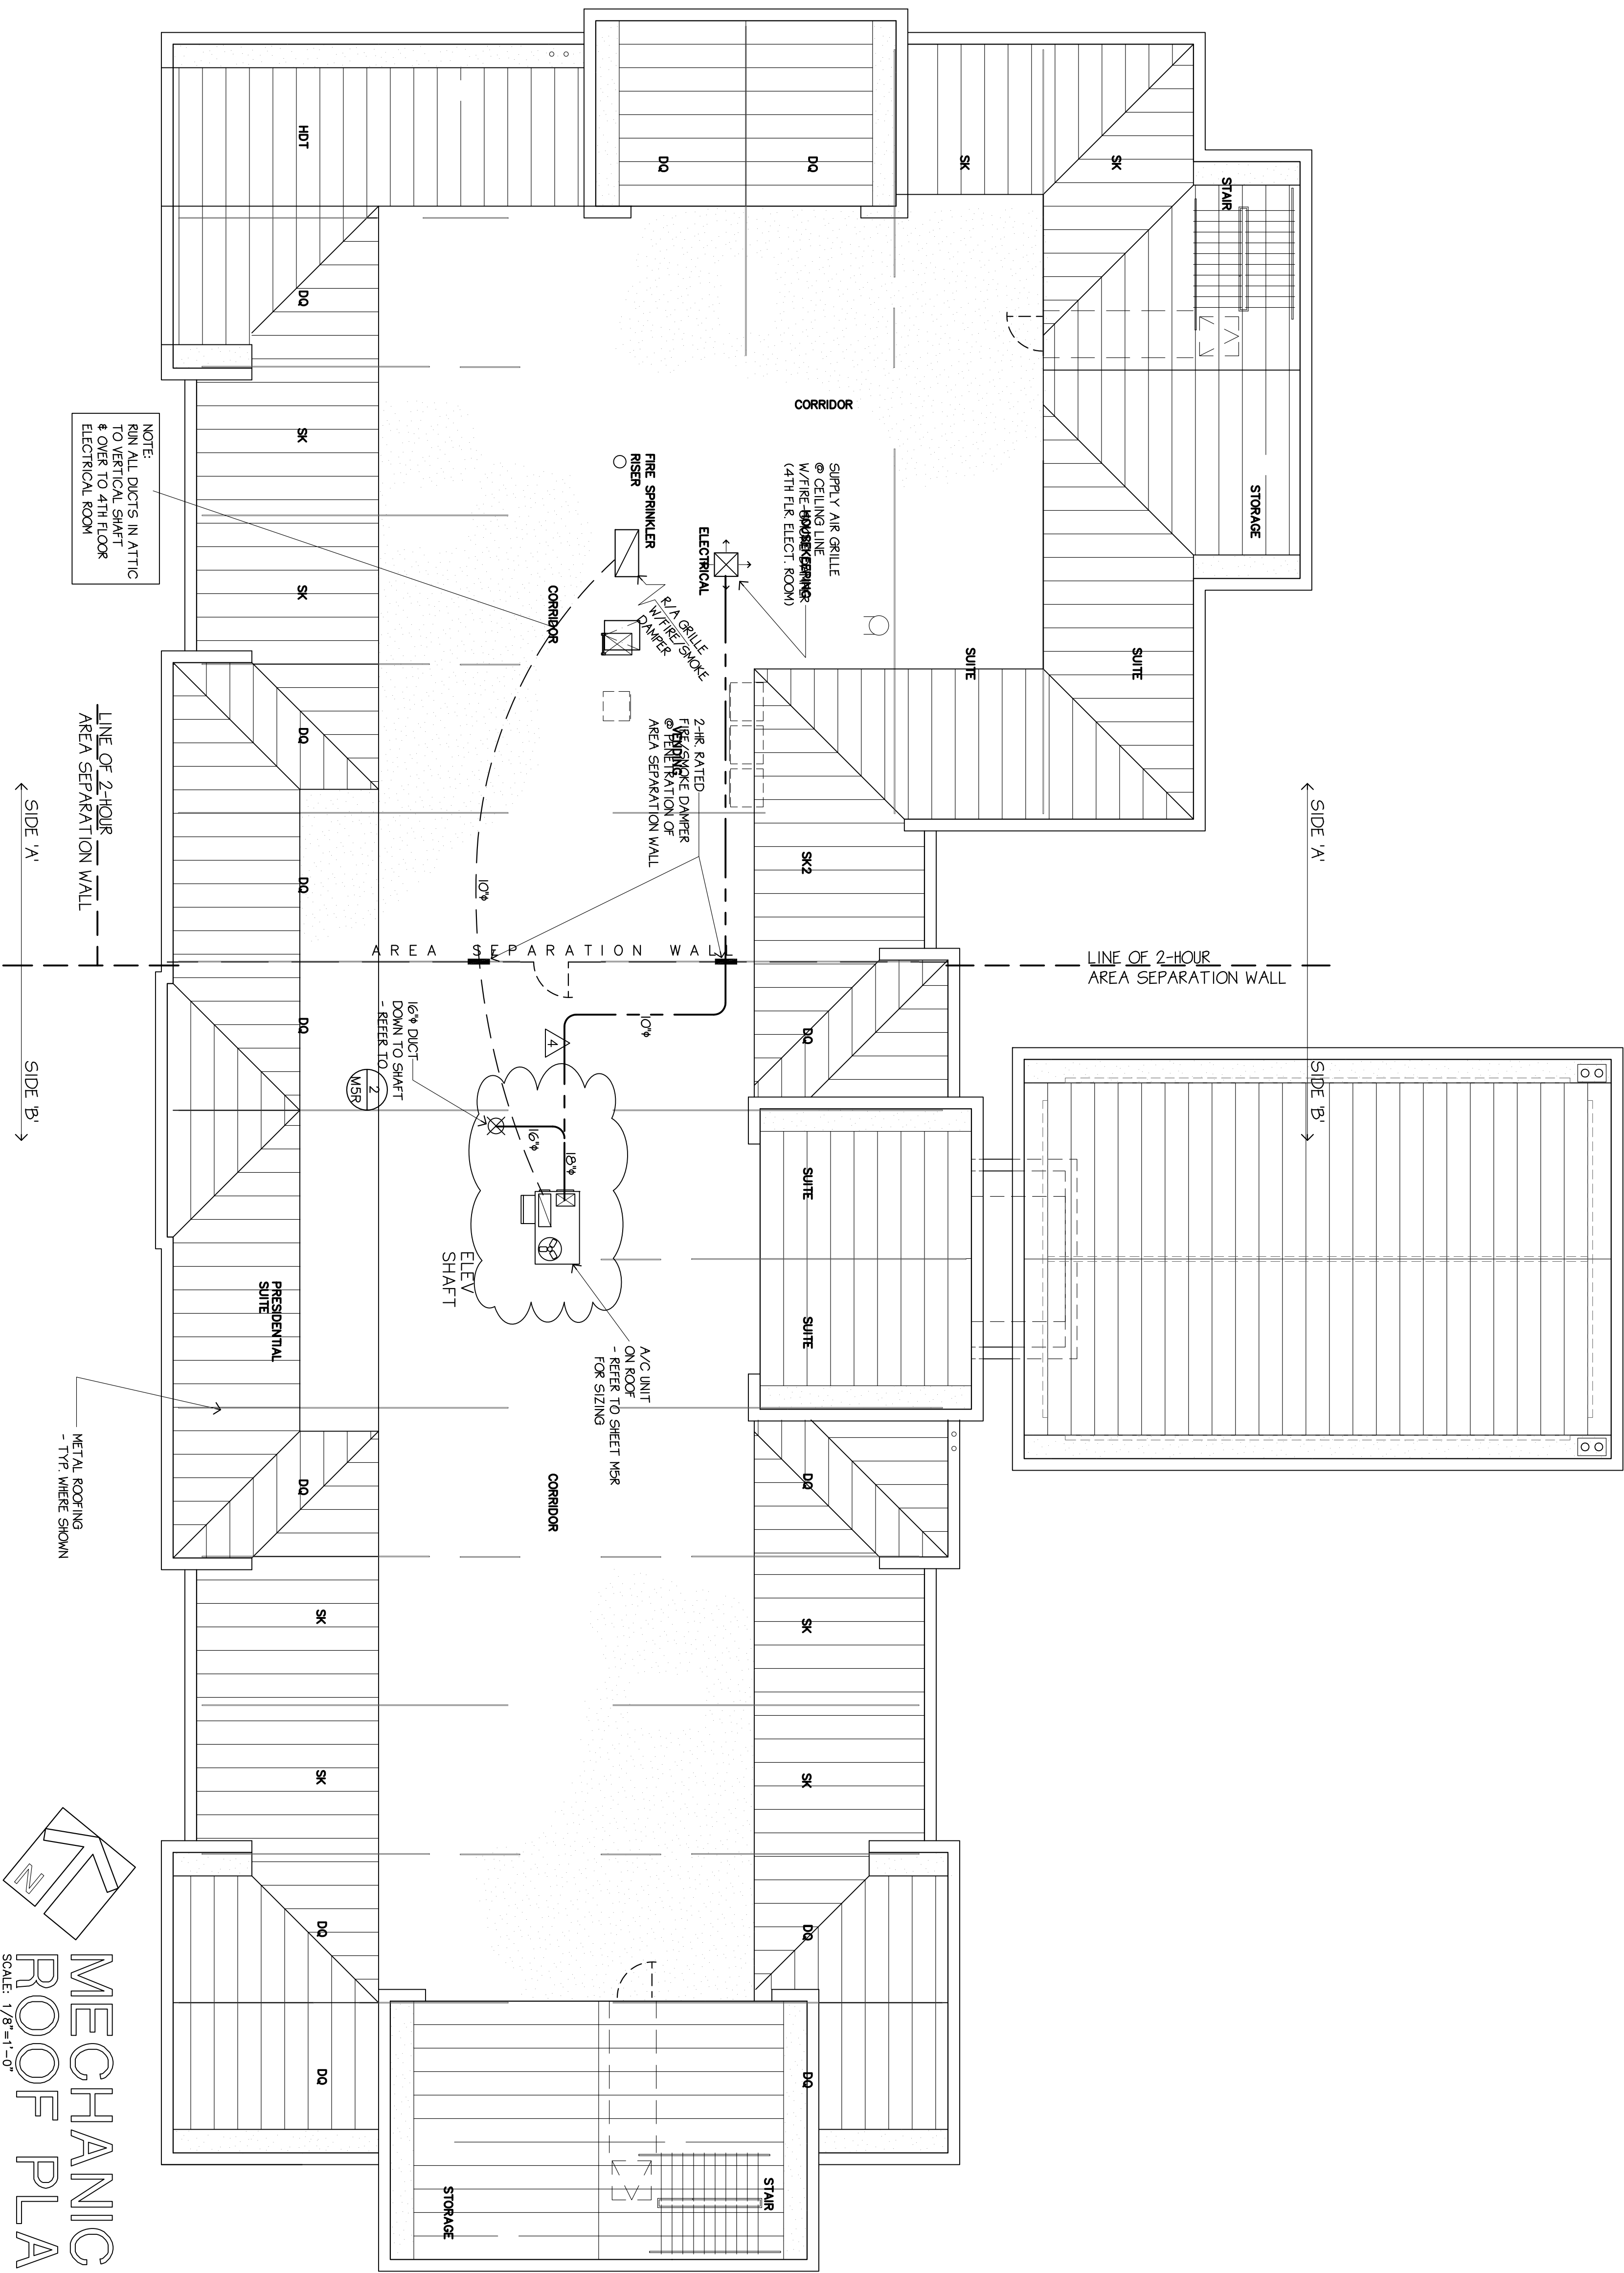 HDT
DQ
DQ
SK
SK
STAIR
DQ
CORRIDOR
STORAGE
SK
SK
NOTE:
RUN ALL DUCTS IN ATTIC
TO VERTICAL SHAFT
& OVER TO 4TH FLOOR
ELECTRICAL ROOM
FIRE SPRINKLER
RISER
ELECTRICAL
SUPPLY AIR GRILLE
@ CEILING LINE
W/FIRE-
HOUSEKEEPING
(4TH FLR. ELECT. ROOM)
CORRIDOR
R/A GRILLE
W/FIRE/SMOKE
DAMPER
SUITE
SUITE
DQ
2-HR. RATED
FIRE/SMOKE DAMPER
VENDING
@ PENETRATION OF
AREA SEPARATION WALL
LINE OF 2-HOUR
AREA SEPARATION WALL
SIDE 'A'
SIDE 'B'
SIDE 'A'
SIDE 'B'
DQ
SK2
10"ϕ
AREA SEPARATION WALL
LINE OF 2-HOUR
AREA SEPARATION WALL
DQ
16"ϕ DUCT
DOWN TO SHAFT
- REFER TO
2
M5R
4
10"ϕ
DQ
16"ϕ
18"ϕ
SUITE
SUITE
ELEV
SHAFT
PRESIDENTIAL
SUITE
A/C UNIT
ON ROOF
- REFER TO SHEET M5R
FOR SIZING
METAL ROOFING
- TYP. WHERE SHOWN
DQ
CORRIDOR
DQ
SK
SK
SK
SK
DQ
DQ
DQ
DQ
STORAGE
STAIR
N
MECHANIC
ROOF PLA
SCALE: 1/8"=1'-0"